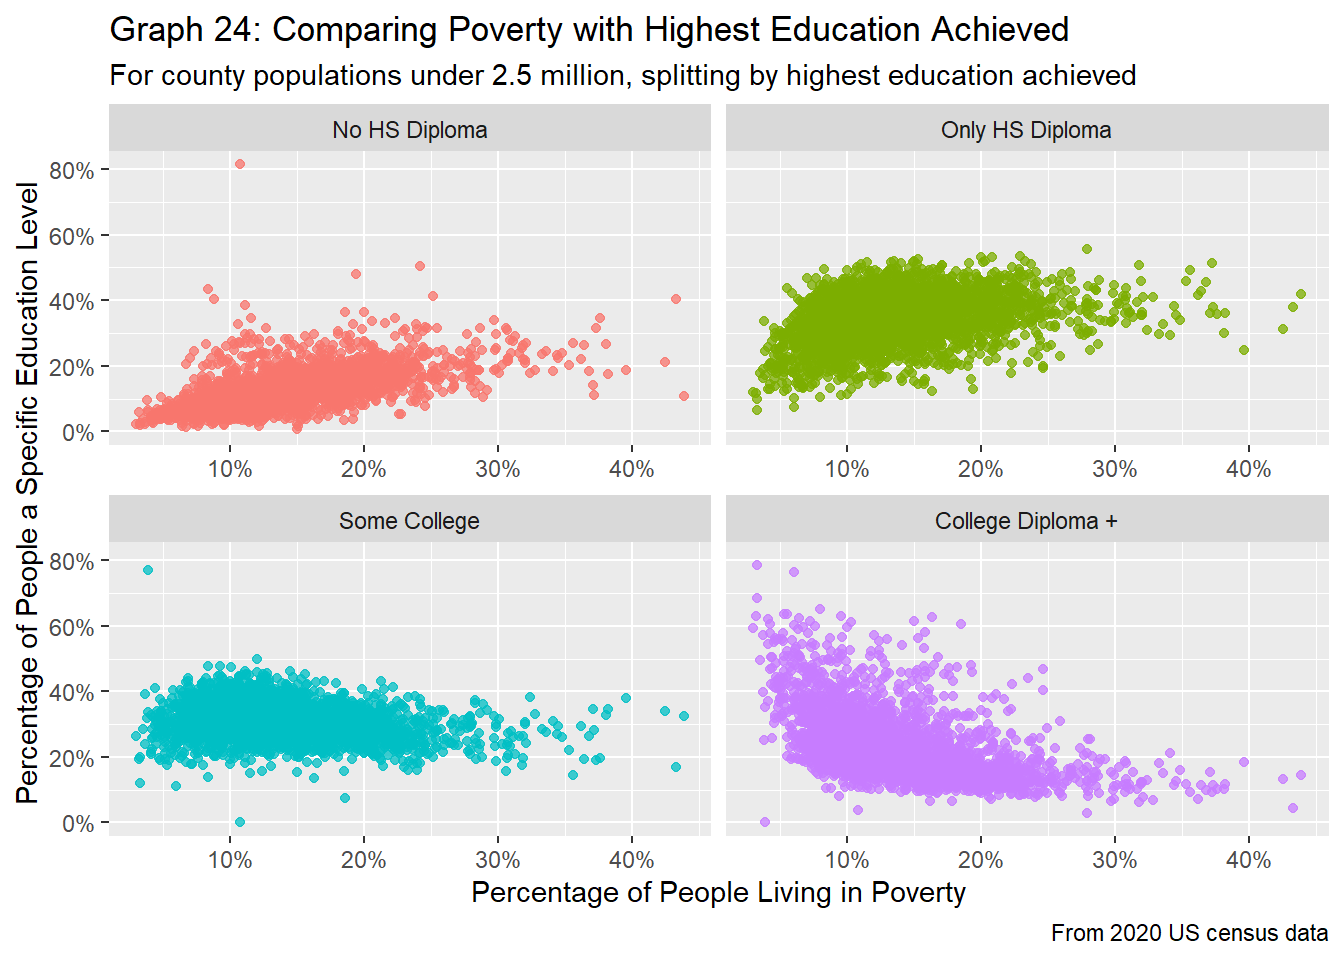 Graph 24: Comparing Poverty with Highest Education Achieved
For county populations under 2.5 million, splitting by highest education achieved
No HS Diploma
Only HS Diploma
80%
60%
40%
20%
0%
10% 20% 30% 40%
10% 20% 30% 40%
Some College
College Diploma +
80%
60%
40%
20%
0%
10% 20% 30% 40%
10% 20% 30% 40%
Percentage of People a Specific Education Level
Percentage of People Living in Poverty
From 2020 US census data